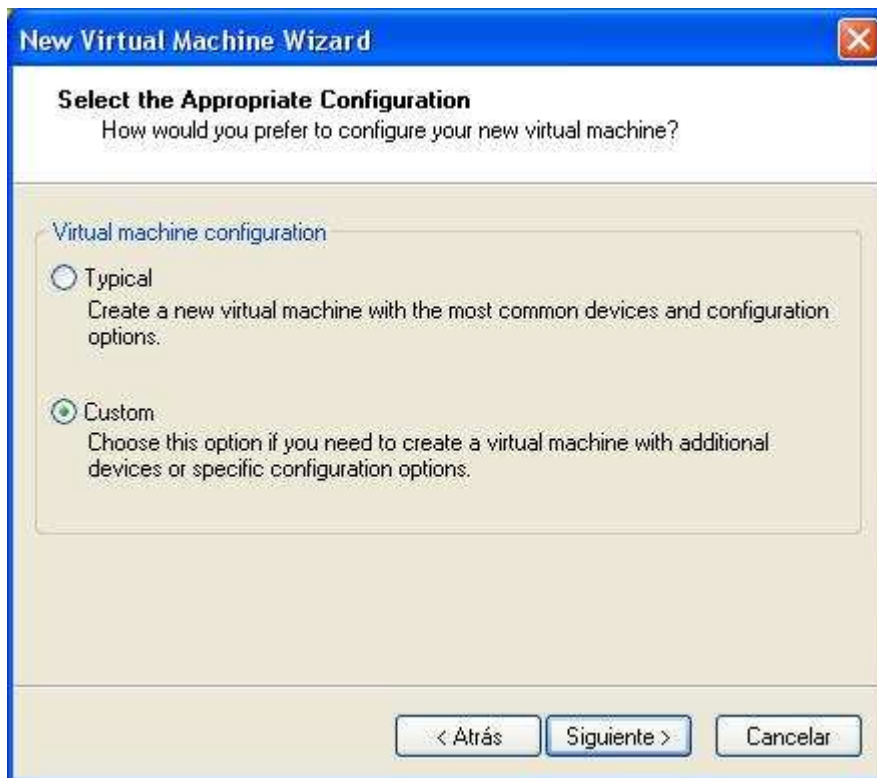 New Virtual Machine Wizard
Select the Appropriate Configuration
How would you prefer to configure your new virtual machine?
Virtual machine configuration
Typical
Create a new virtual machine with the most common devices and configuration
options.
Custom
Choose this option if you need to create a virtual machine with additional
devices or specific configuration options.
< Atrás Siguiente > Cancelar